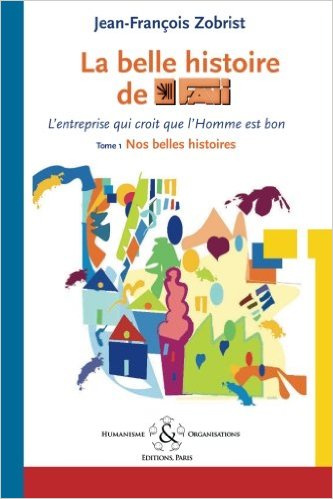 Jean-François Zobrist
La belle histoire
de FAVI
L'entreprise qui croit que l'Homme est bon
Tome 1 Nos belles histoires
Humanisme & Organisations
Editions, Paris